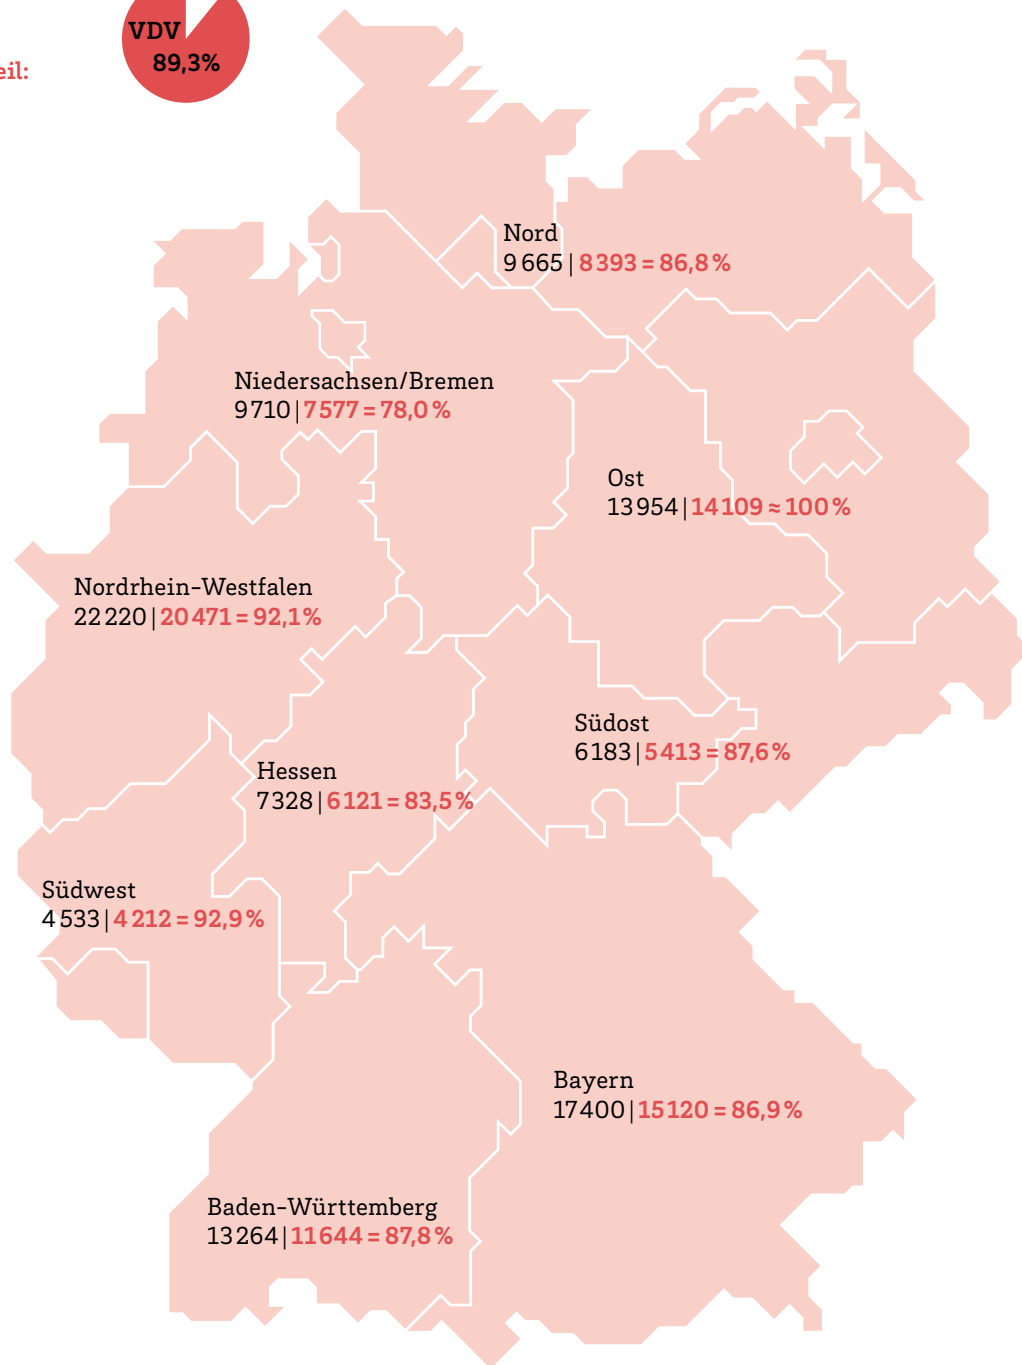 VDV
89,3%
eil:
Nord
9 665 | 8 393 = 86,8 %
Niedersachsen/Bremen
9 710 | 7 577 = 78,0 %
Ost
13 954 | 14 109 ≈ 100 %
Nordrhein-Westfalen
22 220 | 20 471 = 92,1%
Südost
6 183 | 5 413 = 87,6 %
Hessen
7 328 | 6 121 = 83,5 %
Südwest
4 533 | 4 212 = 92,9 %
Bayern
17 400 | 15 120 = 86,9 %
Baden-Württemberg
13 264 | 11 644 = 87,8 %